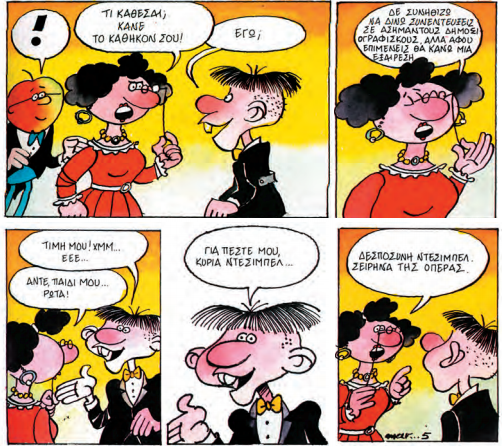 !
ΤΙ ΚΑΘΕΣΑΙ;
ΚΑΝΕ
ΤΟ ΚΑΘΗΚΟΝ ΣΟΥ!
ΕΓΩ;
ΔΕ ΣΥΝΗΘΙΖΩ
ΝΑ ΔΙΝΩ ΣΥΝΕΝΤΕΥΞΕΙΣ
ΣΕ ΑΣΗΜΑΝΤΟΥΣ ΔΗΜΟΣΙ
ΟΓΡΑΦΙΣΚΟΥΣ, ΑΛΛΑ ΑΦΟΥ
ΕΠΙΜΕΝΕΙΣ ΘΑ ΚΑΝΩ ΜΙΑ
ΕΞΑΙΡΕΣΗ
ΤΙΜΗ ΜΟΥ! ΧΜΜ...
ΕΕΕ...
ΑΝΤΕ, ΠΑΙΔΙ ΜΟΥ...
ΡΩΤΑ!
ΓΙΑ ΠΕΣΤΕ ΜΟΥ,
ΚΥΡΙΑ ΝΤΕΣΙΜΠΕΛ...
ΔΕΣΠΟΣΥΝΗ ΝΤΕΣΙΜΠΕΛ.
ΣΕΙΡΗΝΑ ΤΗΣ ΟΠΕΡΑΣ.